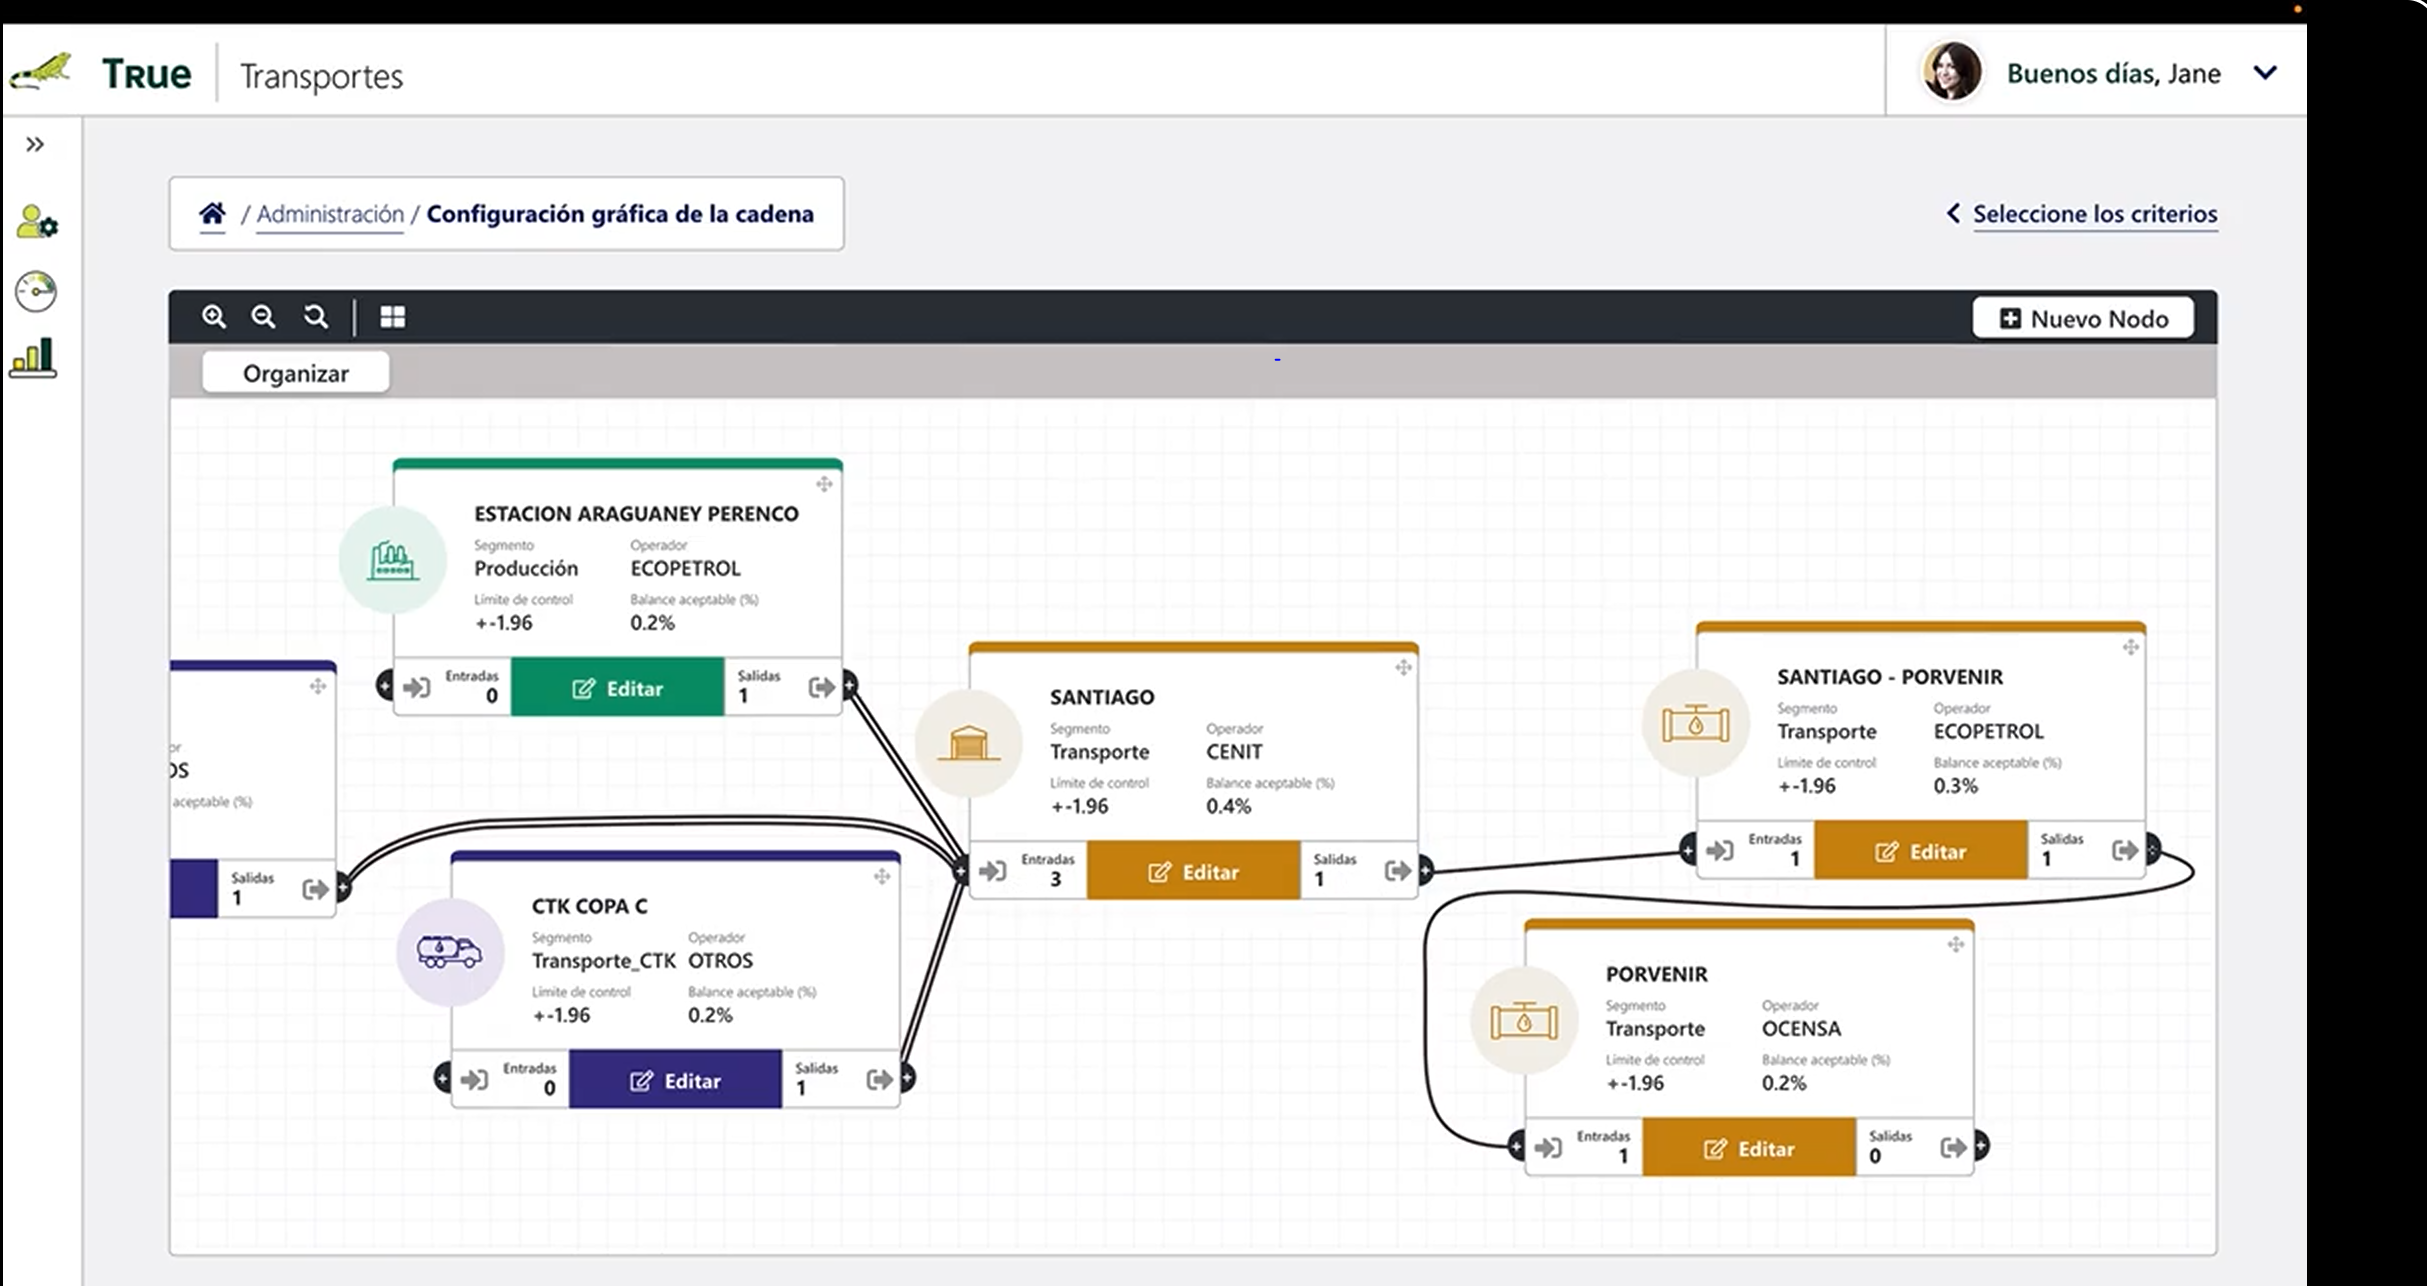 TRUE
Transportes
Buenos días, Jane
/ Administración / Configuración gráfica de la cadena
Seleccione los criterios
Nuevo Nodo
Organizar
-
ESTACION ARAGUANEY PERENCO
Segmento Operador
Producción ECOPETROL
Límite de control Balance aceptable (%)
+-1.96 0.2%
Entradas
0
Editar
Salidas
1
aceptable (%)
Salidas
1
CTK COPA C
Segmento Operador
Transporte_CTK OTROS
Límite de control Balance aceptable (%)
+-1.96 0.2%
Entradas
0
Editar
Salidas
1
SANTIAGO
Segmento Operador
Transporte CENIT
Límite de control Balance aceptable (%)
+-1.96 0.4%
Entradas
3
Editar
Salidas
1
SANTIAGO - PORVENIR
Segmento Operador
Transporte ECOPETROL
Límite de control Balance aceptable (%)
+-1.96 0.3%
Entradas
1
Editar
Salidas
1
PORVENIR
Segmento Operador
Transporte OCENSA
Límite de control Balance aceptable (%)
+-1.96 0.2%
Entradas
1
Editar
Salidas
0